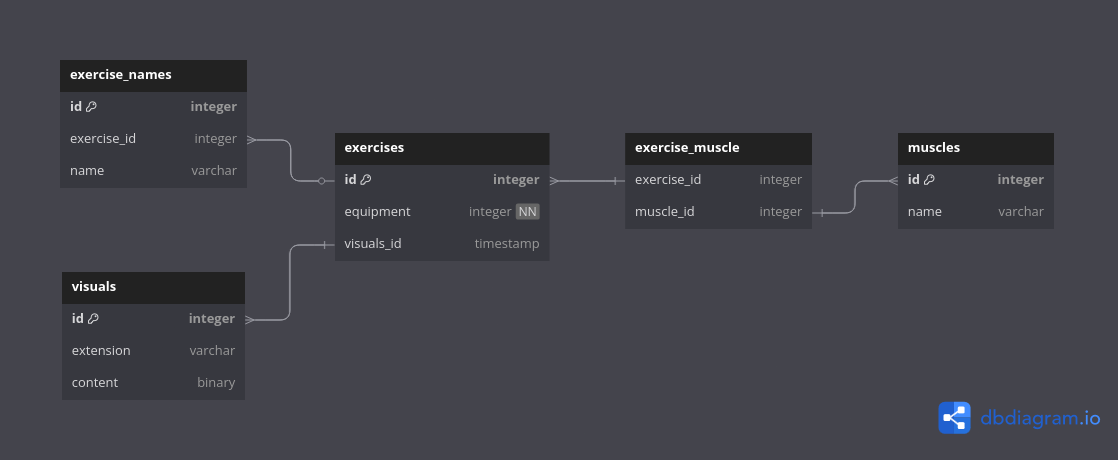 exercise_names
id integer
exercise_id integer
name varchar
exercises
id integer
equipment integer NN
visuals_id timestamp
exercise_muscle
exercise_id integer
muscle_id integer
muscles
id integer
name varchar
visuals
id integer
extension varchar
content binary
dbdiagram.io